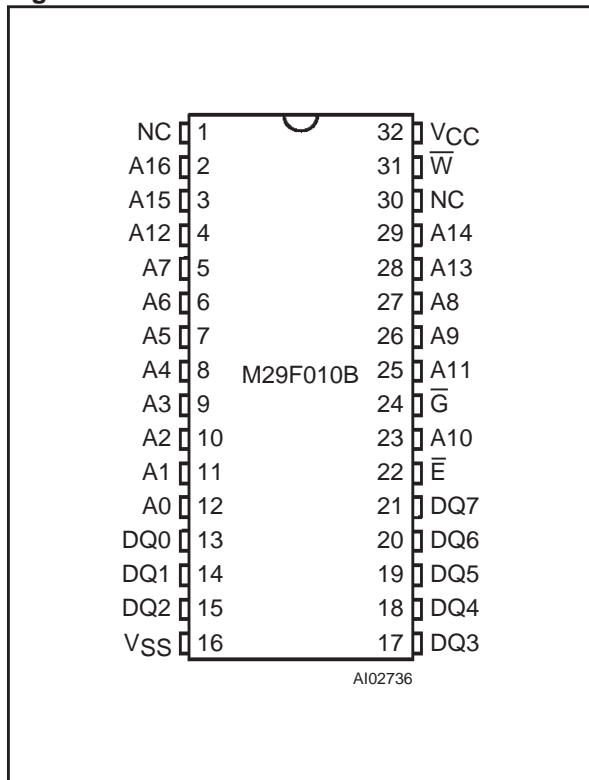 NC 1 32 VCC
A16 2 31 W̅
A15 3 30 NC
A12 4 29 A14
A7 5 28 A13
A6 6 27 A8
A5 7 26 A9
A4 8 M29F010B 25 A11
A3 9 24 G̅
A2 10 23 A10
A1 11 22 E̅
A0 12 21 DQ7
DQ0 13 20 DQ6
DQ1 14 19 DQ5
DQ2 15 18 DQ4
VSS 16 17 DQ3
AI02736